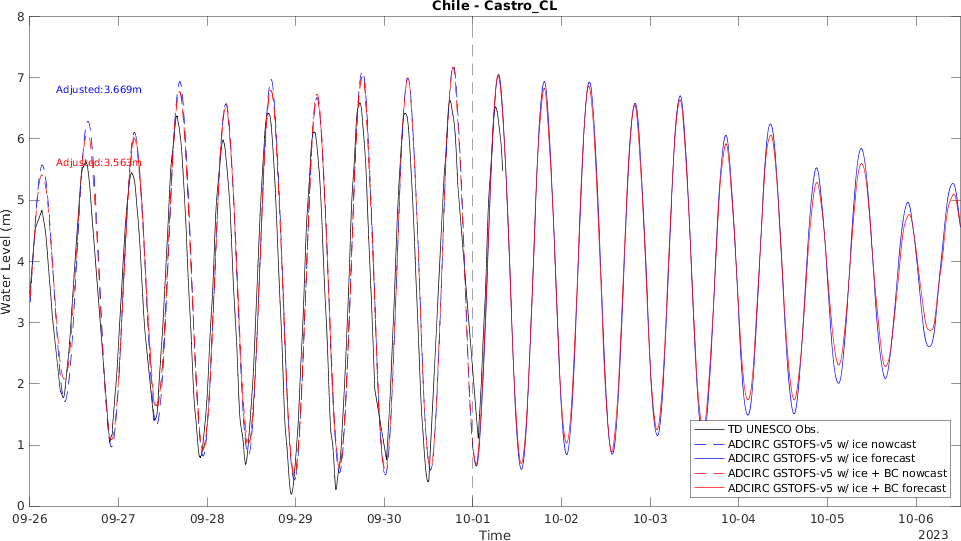 Chile - Castro_CL
8
7
6
5
4
3
2
1
0
Water Level (m)
Adjusted:3.669m
Adjusted:3.563m
TD UNESCO Obs.
ADCIRC GSTOFS-v5 w/ ice nowcast
ADCIRC GSTOFS-v5 w/ ice forecast
ADCIRC GSTOFS-v5 w/ ice + BC nowcast
ADCIRC GSTOFS-v5 w/ ice + BC forecast
09-26 09-27 09-28 09-29 09-30 10-01 10-02 10-03 10-04 10-05 10-06
Time
2023